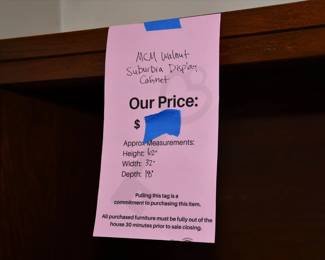 MCM Walnut
Suburbia Display
Cabinet
Our Price:
$
Approx Measurements:
Height: 60"
Width: 32"
Depth: 18"
Pulling this tag is a
commitment to purchasing this item.
All purchased furniture must be fully out of the
house 30 minutes prior to sale closing.